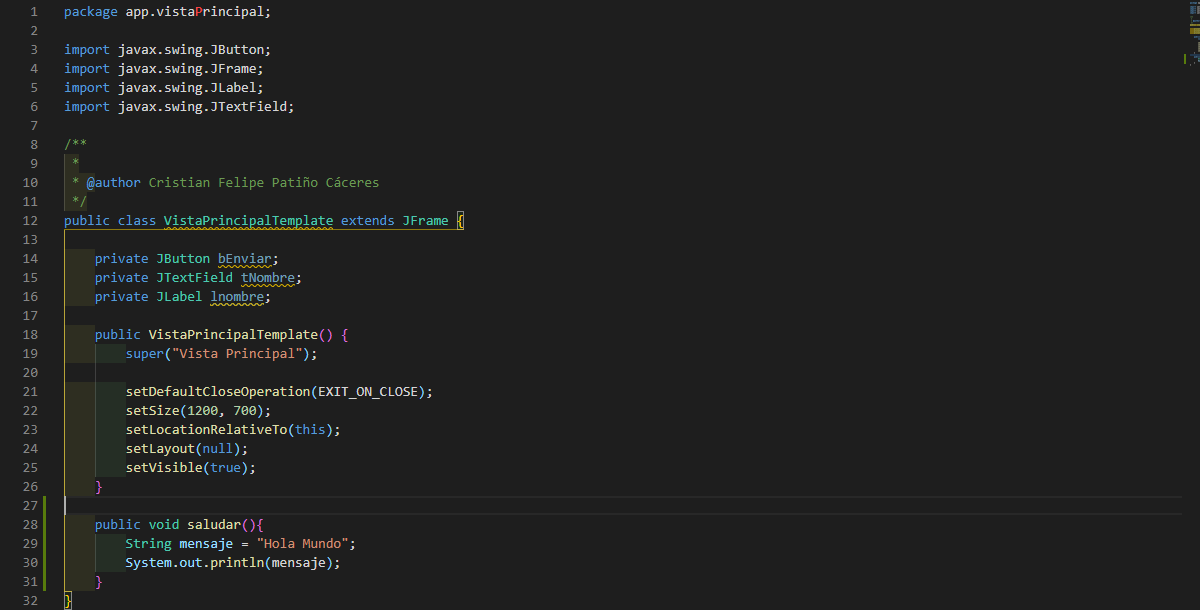 1 package app.vistaPrincipal;
2
3 import javax.swing.JButton;
4 import javax.swing.JFrame;
5 import javax.swing.JLabel;
6 import javax.swing.JTextField;
7
8 /**
9  *
10  * @author Cristian Felipe Patiño Cáceres
11  */
12 public class VistaPrincipalTemplate extends JFrame {
13
14     private JButton bEnviar;
15     private JTextField tNombre;
16     private JLabel lnombre;
17
18     public VistaPrincipalTemplate() {
19         super("Vista Principal");
20
21         setDefaultCloseOperation(EXIT_ON_CLOSE);
22         setSize(1200, 700);
23         setLocationRelativeTo(this);
24         setLayout(null);
25         setVisible(true);
26     }
27
28     public void saludar(){
29         String mensaje = "Hola Mundo";
30         System.out.println(mensaje);
31     }
32 }